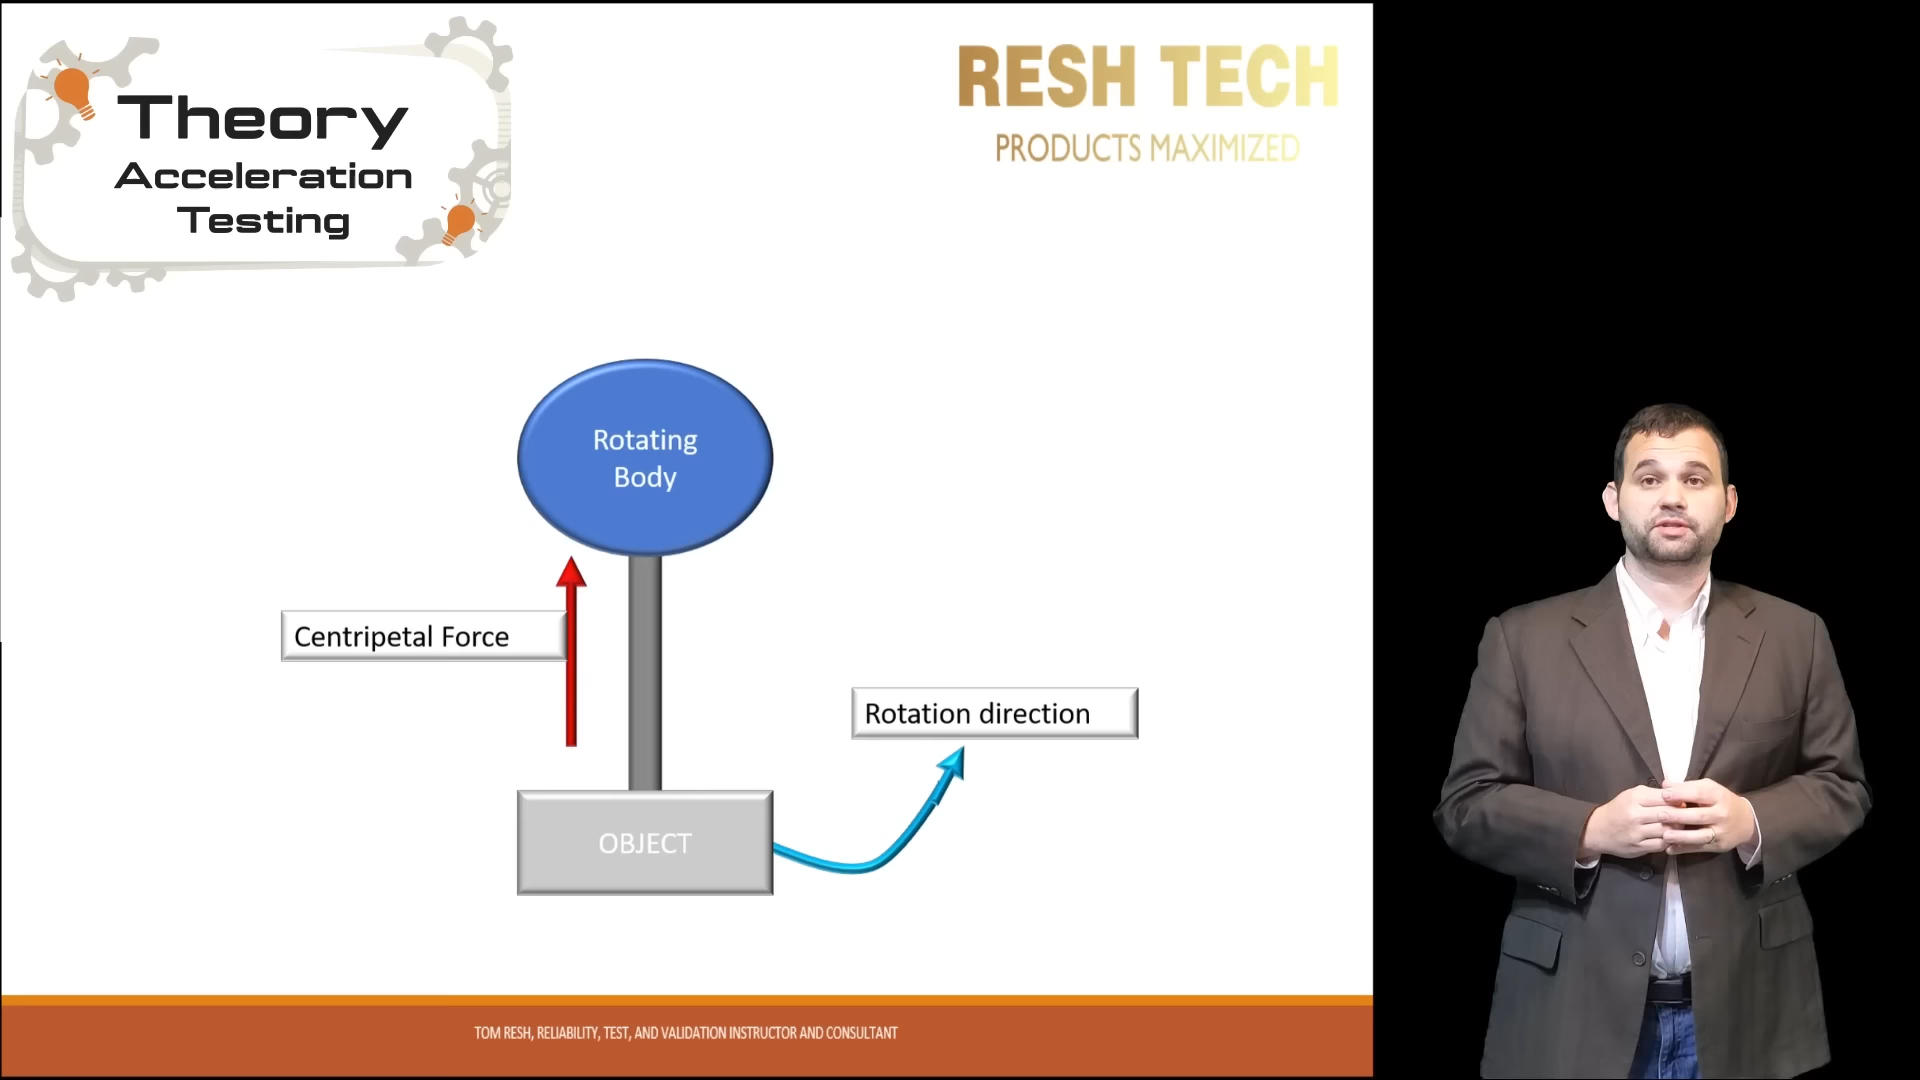 Theory
Acceleration
Testing
RESH TECH
PRODUCTS MAXIMIZED
Rotating
Body
Centripetal Force
Rotation direction
OBJECT
TOM RESH, RELIABILITY, TEST, AND VALIDATION INSTRUCTOR AND CONSULTANT